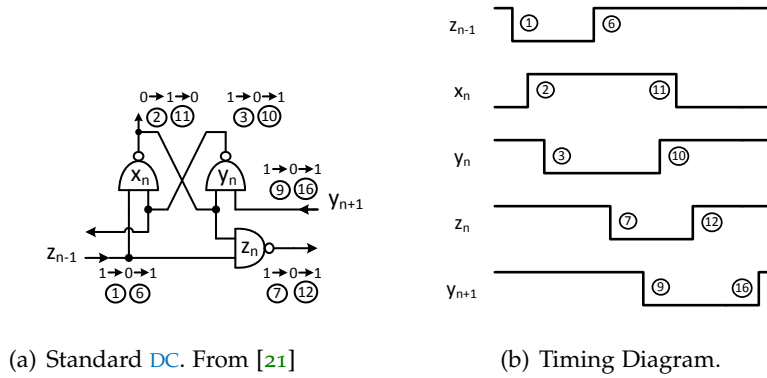 0→1→0
② ⑪
1→0→1
③ ⑩
xn
yn
1→0→1
⑨ ⑯
yn+1
zn-1
zn
1→0→1
① ⑥
1→0→1
⑦ ⑫
(a) Standard DC. From [21]
zn-1
① ⑥
xn
② ⑪
yn
③ ⑩
zn
⑦ ⑫
yn+1
⑨ ⑯
(b) Timing Diagram.